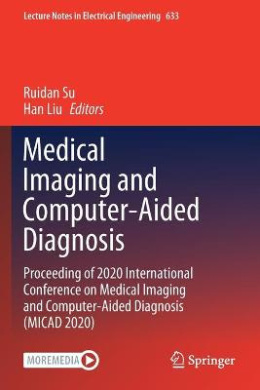 Lecture Notes in Electrical Engineering 633
Ruidan Su
Han Liu Editors
Medical
Imaging and
Computer-Aided
Diagnosis
Proceeding of 2020 International
Conference on Medical Imaging
and Computer-Aided Diagnosis
(MICAD 2020)
MOREMEDIA
Springer